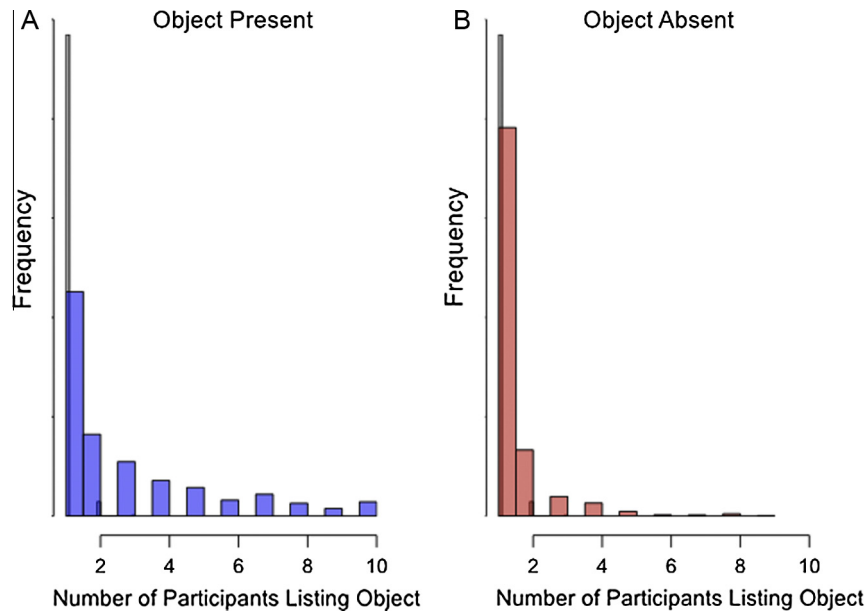 A
Object Present
Frequency
2 4 6 8 10
Number of Participants Listing Object
B
Object Absent
Frequency
2 4 6 8 10
Number of Participants Listing Object